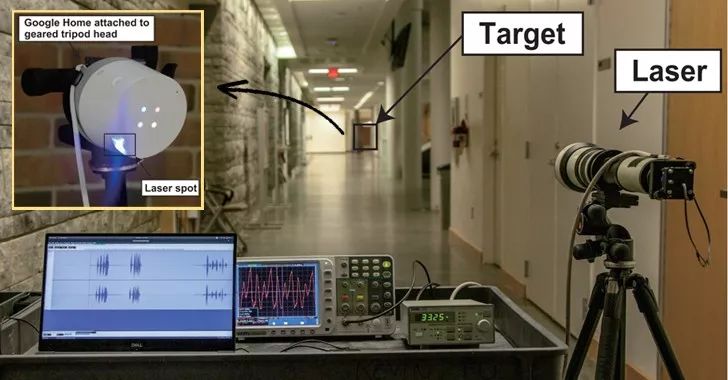 Google Home attached to
geared tripod head
Laser spot
Target
Laser
3325
DELL